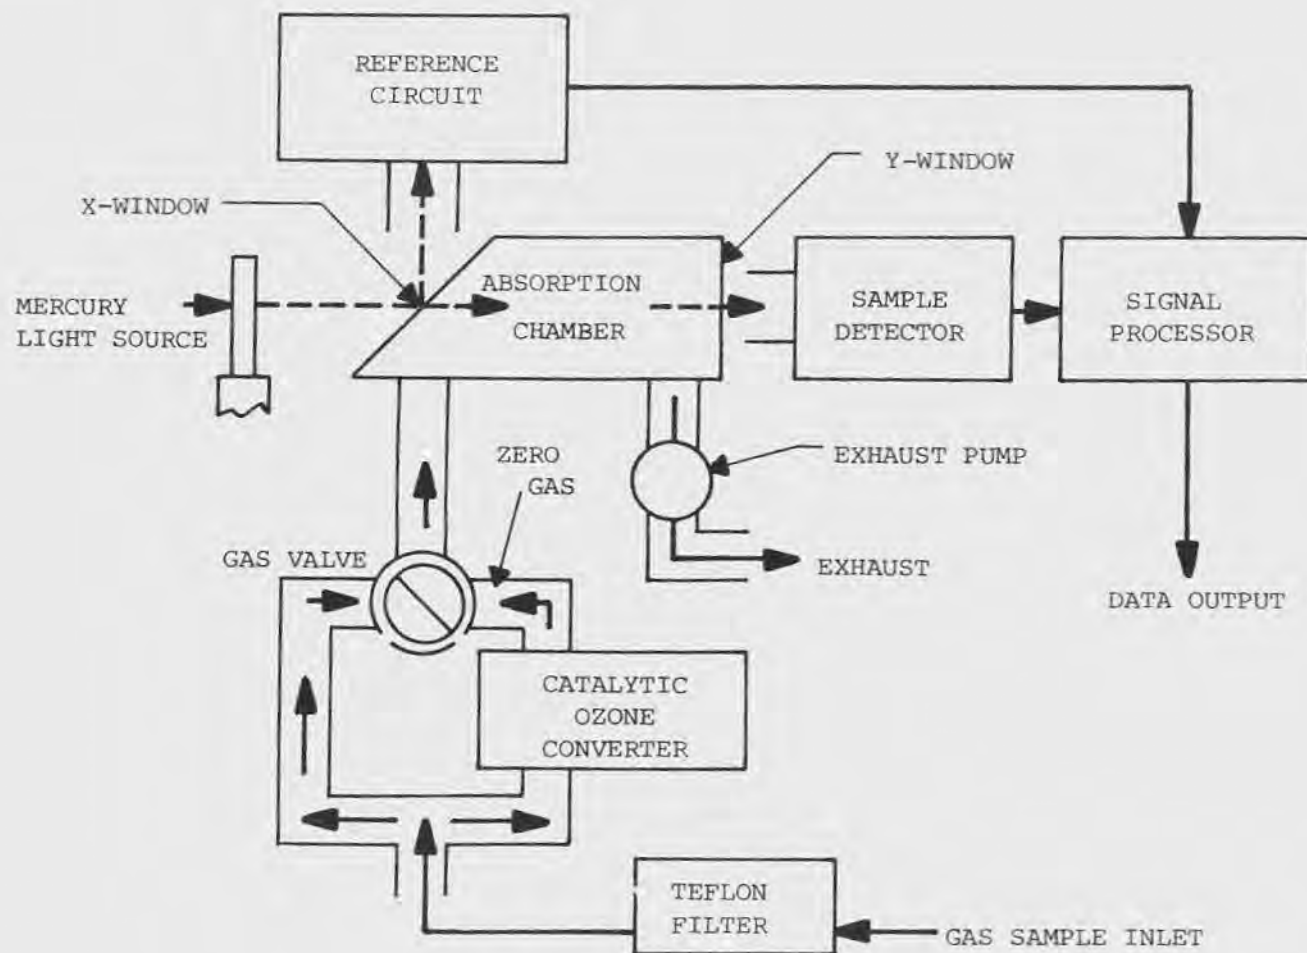 REFERENCE
CIRCUIT
Y-WINDOW
X-WINDOW
MERCURY
LIGHT SOURCE
ABSORPTION
CHAMBER
SAMPLE
DETECTOR
SIGNAL
PROCESSOR
ZERO
GAS
EXHAUST PUMP
GAS VALVE
EXHAUST
DATA OUTPUT
CATALYTIC
OZONE
CONVERTER
TEFLON
FILTER
GAS SAMPLE INLET